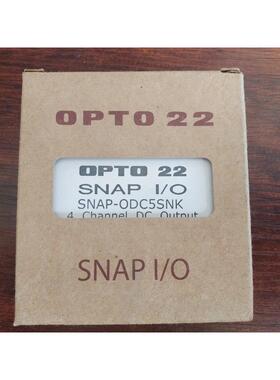 OPTO 22
OPTO 22
SNAP I/O
SNAP-ODC5SNK
4 Channel DC Output
SNAP I/O